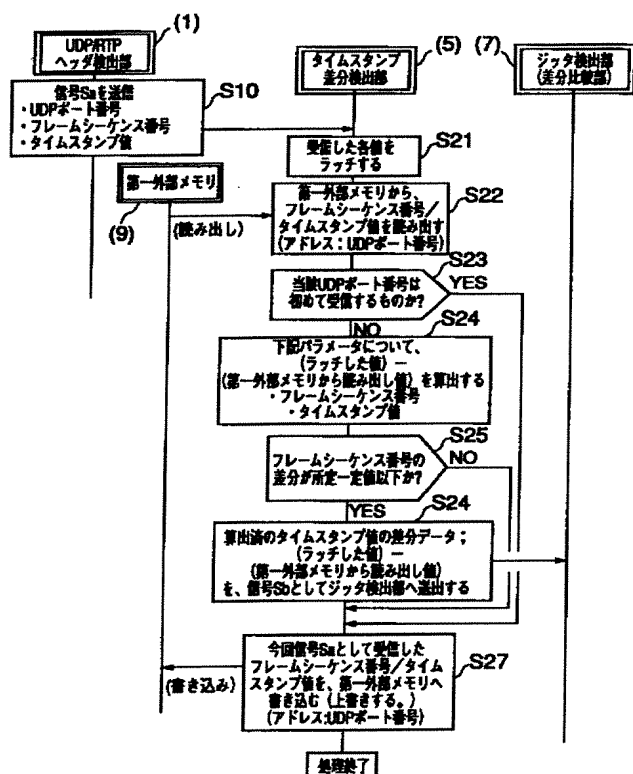 (1)
UDP/RTP
ヘッダ検出部
(5)
タイムスタンプ
差分検出部
(7)
ジッタ検出部
(差分比較部)
信号Saを送信
・UDPポート番号
・フレームシーケンス番号
・タイムスタンプ値
S10
受信した各値を
ラッチする
S21
第一外部メモリ
(9)
(読み出し)
第一外部メモリから、
フレームシーケンス番号/
タイムスタンプ値を読み出す
(アドレス:UDPポート番号)
S22
当該UDPポート番号は
初めて受信するものか?
S23
YES
NO
S24
下記パラメータについて、
(ラッチした値)ー
(第一外部メモリから読み出し値)を算出する
・フレームシーケンス番号
・タイムスタンプ値
フレームシーケンス番号の
差分が所定一定値以下か?
S25
NO
YES
S24
算出済のタイムスタンプ値の差分データ;
(ラッチした値)ー
(第一外部メモリから読み出し値)
を、信号Sbとしてジッタ検出部へ送出する
今回信号Saとして受信した
フレームシーケンス番号/タイム
スタンプ値を、第一外部メモリへ
書き込む(上書きする。)
(アドレス:UDPポート番号)
S27
(書き込み)
処理終了